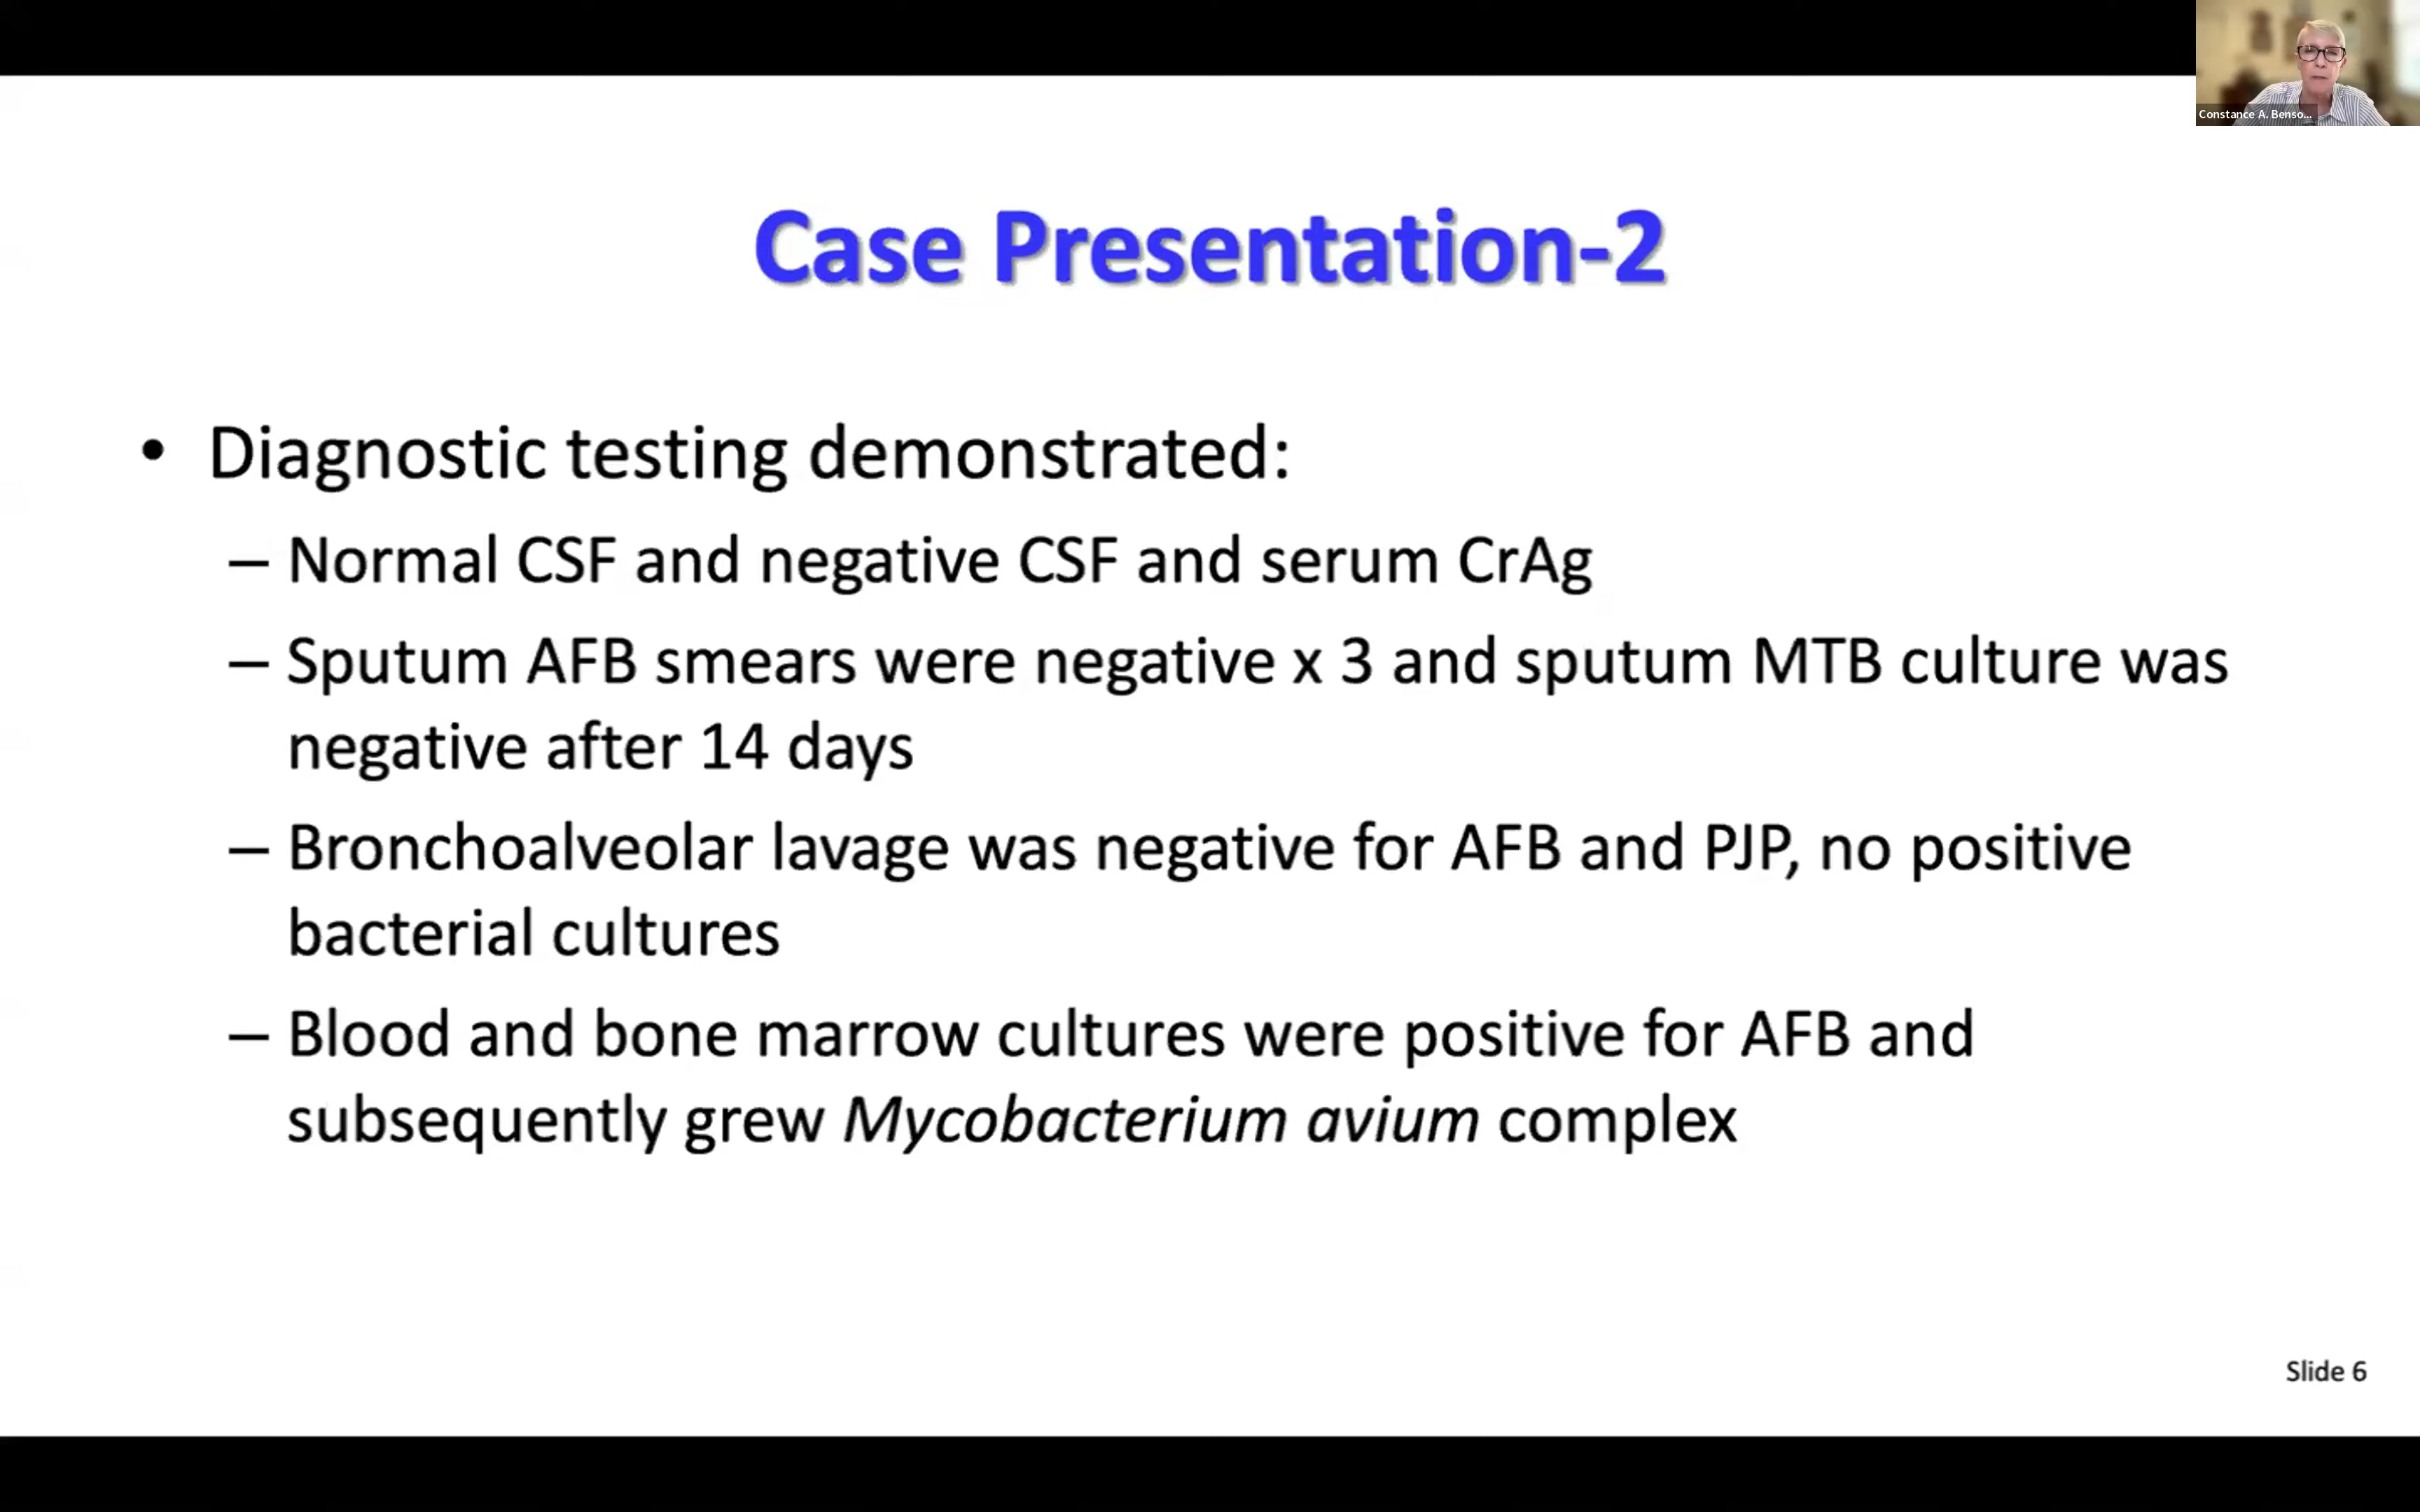 Constance A. Benso...
Case Presentation-2
• Diagnostic testing demonstrated:
– Normal CSF and negative CSF and serum CrAg
– Sputum AFB smears were negative x 3 and sputum MTB culture was
negative after 14 days
– Bronchoalveolar lavage was negative for AFB and PJP, no positive
bacterial cultures
– Blood and bone marrow cultures were positive for AFB and
subsequently grew Mycobacterium avium complex
Slide 6